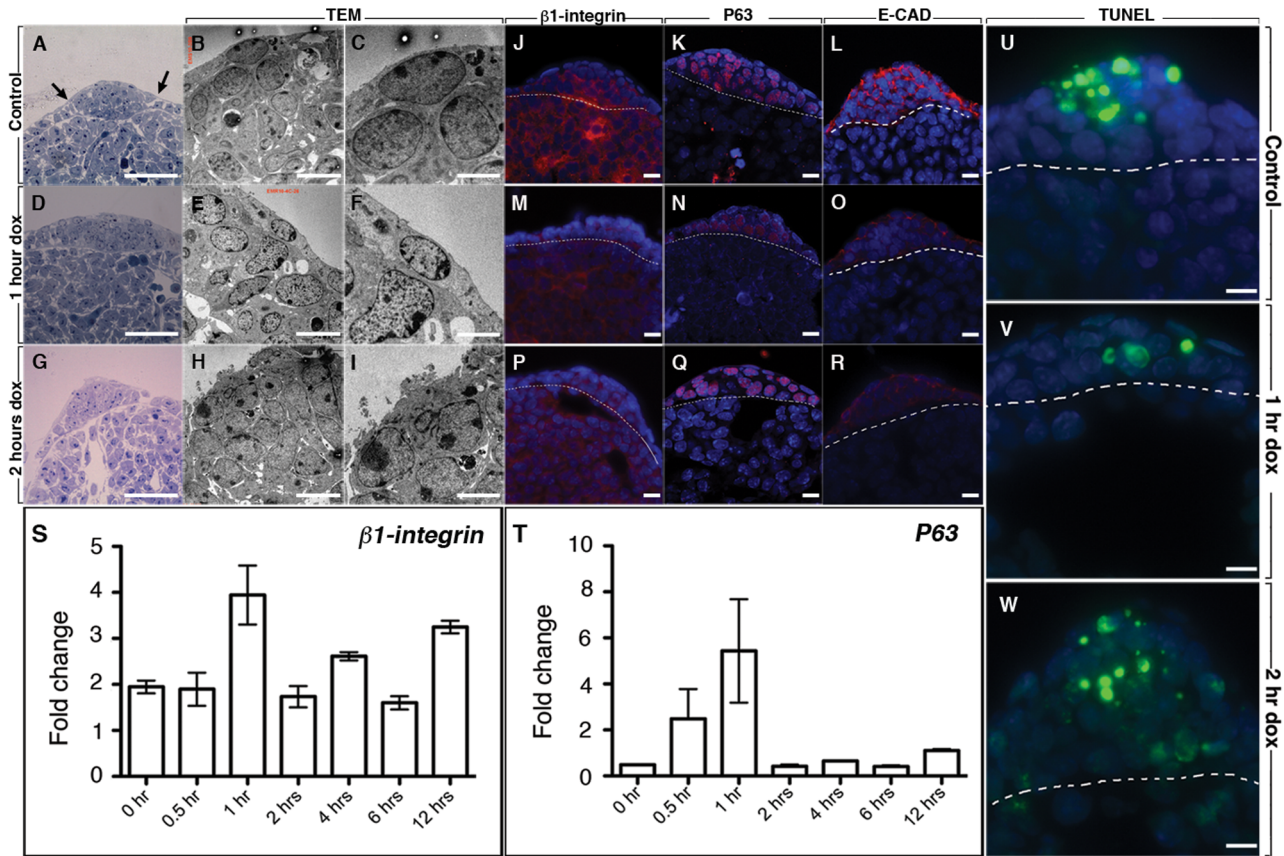 TEM
β1-integrin
P63
E-CAD
TUNEL
Control
A
B
C
J
K
L
U
Control
1 hour dox
D
E
EMR10-4C-20
F
M
N
O
V
1 hr dox
2 hours dox
G
H
I
P
Q
R
W
2 hr dox
S
β1-integrin
Fold change
5
4
3
2
1
0
0 hr
0.5 hr
1 hr
2 hrs
4 hrs
6 hrs
12 hrs
T
P63
Fold change
10
8
6
4
2
0
0 hr
0.5 hr
1 hr
2 hrs
4 hrs
6 hrs
12 hrs